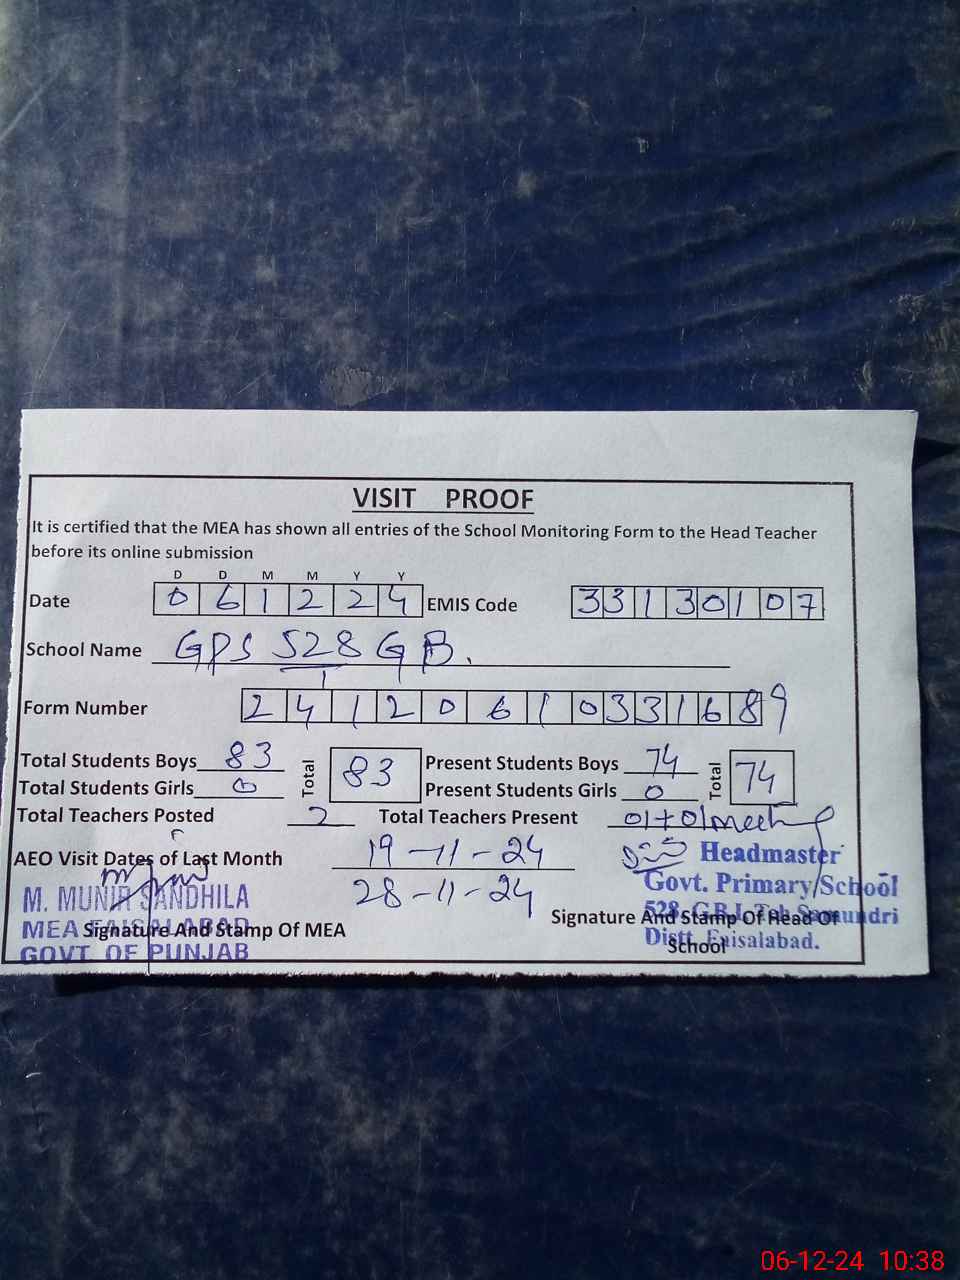 VISIT PROOF
It is certified that the MEA has shown all entries of the School Monitoring Form to the Head Teacher
before its online submission
D D M M Y Y
Date 0 6 1 2 2 4 EMIS Code 3 3 1 3 0 1 0 7
School Name GPS 528 GB.
Form Number 2 4 1 2 0 6 1 0 3 3 1 6 8 9
Total Students Boys 83 Total 83 Present Students Boys 74 Total 74
Total Students Girls 0 Present Students Girls 0
Total Teachers Posted 2 Total Teachers Present 01+01 meeting
AEO Visit Dates of Last Month 19-11-24
28-11-24
M. MUNIR SANDHILA
MEA FAISALABAD
GOVT OF PUNJAB
Signature And Stamp Of MEA
Headmaster
Govt. Primary School
528 G.B. Samundri
Distt. Faisalabad.
Signature And Stamp Of Head Of
School
06-12-24 10:38